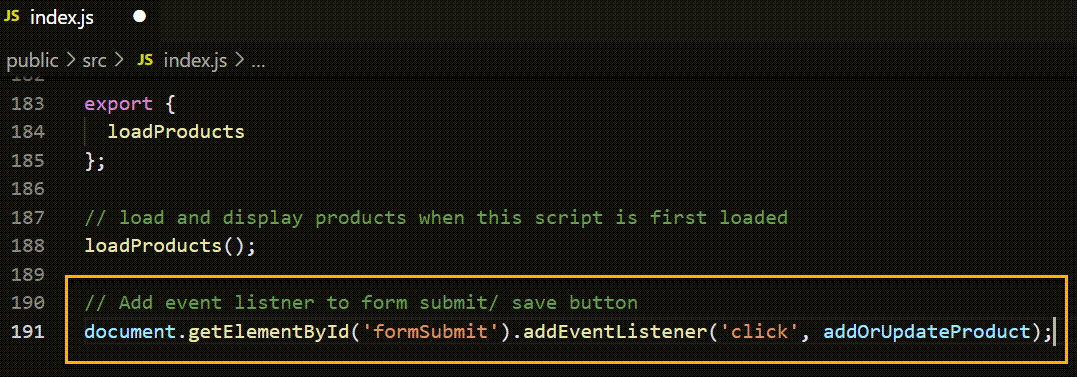 JS index.js
public > src > JS index.js > ...
182
183 export {
184 loadProducts
185 };
186
187 // load and display products when this script is first loaded
188 loadProducts();
189
190 // Add event listner to form submit/ save button
191 document.getElementById('formSubmit').addEventListener('click', addOrUpdateProduct);